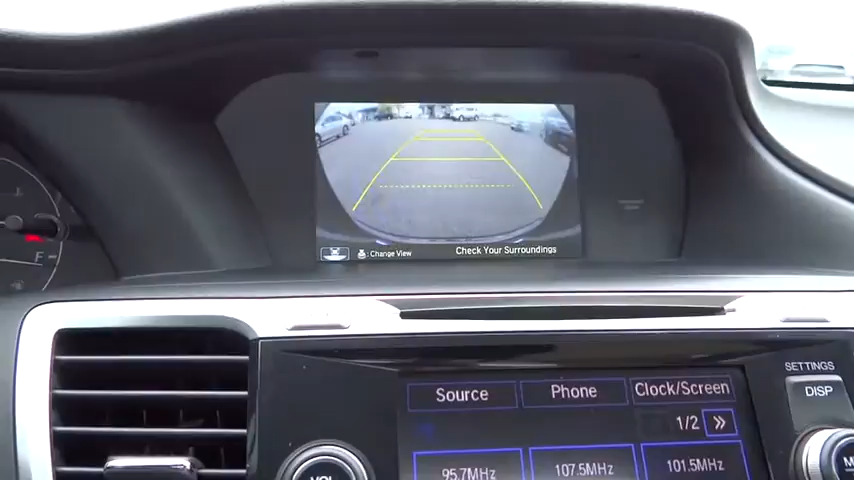 : Change View
Check Your Surroundings
F
SETTINGS
DISP
Source
Phone
Clock/Screen
1/2
95.7MHz
107.5MHz
101.5MHz
VOL